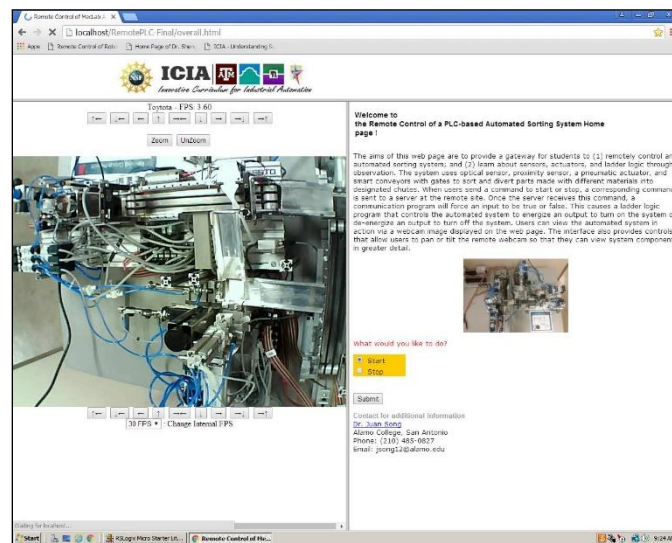 Remote Control of MecLab A
localhost/RemotePLC-Final/overall.html
Apps Remote Control of Robo Home Page of Dr. Shen, ICIA - Understanding S
NSF ICIA
Innovative Curriculum for Industrial Automation
Toytota - FPS: 3.60
↑← ↓← ← ↑ →← ↓ → →↓ →↑
Zoom UnZoom
↑← ↓← ← ↑ →← ↓ → →↓ →↑
30 FPS : Change Internal FPS
Waiting for localhost...
Welcome to
the Remote Control of a PLC-based Automated Sorting System Home
page !
The aims of this web page are to provide a gateway for students to (1) remotely control an
automated sorting system; and (2) learn about sensors, actuators, and ladder logic through
observation. The system uses optical sensor, proximity sensor, a pneumatic actuator, and
smart conveyors with gates to sort and divert parts made with different materials into
designated chutes. When users send a command to start or stop, a corresponding command
is sent to a server at the remote site. Once the server receives this command, a
communication program will force an input to be true or false. This causes a ladder logic
program that controls the automated system to energize an output to turn on the system o
de-energize an output to turn off the system. Users can view the automated system in
action via a webcam image displayed on the web page. The interface also provides controls
that allow users to pan or tilt the remote webcam so that they can view system component
in greater detail.
What would you like to do?
Start
Stop
Submit
Contact for additional information
Dr. Juan Song
Alamo College, San Antonio
Phone: (210) 485-0827
Email: jsong12@alamo.edu
Start RSLogix Micro Starter Lit... Remote Control of Me... 9:24 A